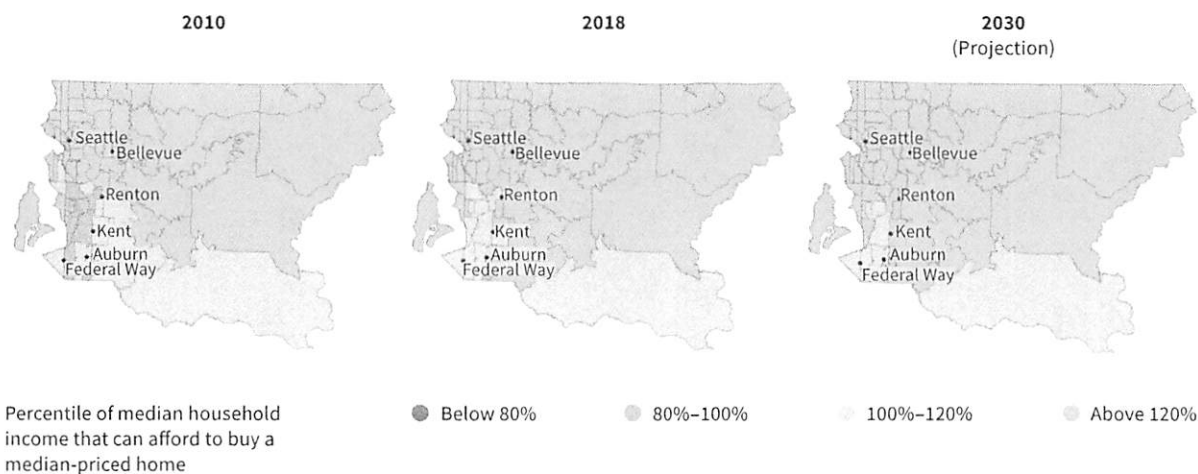 2010
2018
2030
(Projection)
Seattle
Bellevue
Renton
Kent
Auburn
Federal Way
Seattle
Bellevue
Renton
Kent
Auburn
Federal Way
Seattle
Bellevue
Renton
Kent
Auburn
Federal Way
Percentile of median household
income that can afford to buy a
median-priced home
Below 80%
80%–100%
100%–120%
Above 120%